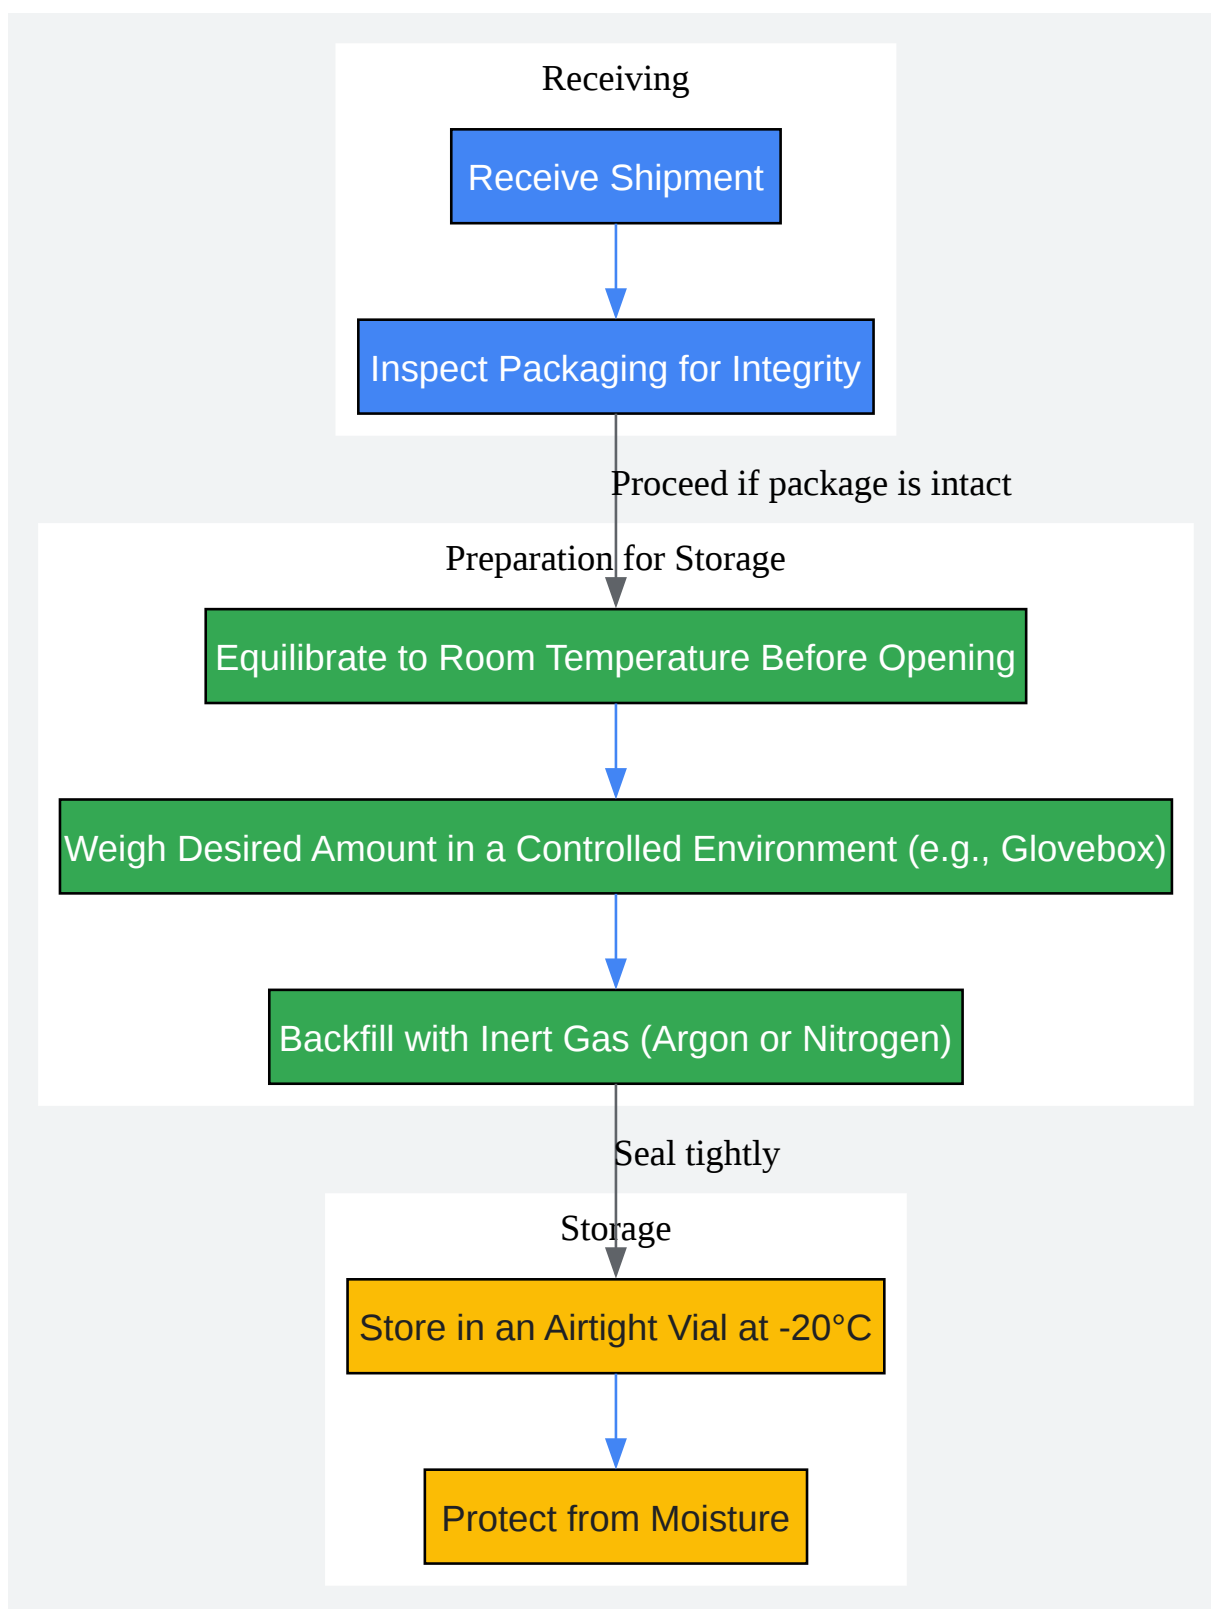 Receiving
Receive Shipment
Inspect Packaging for Integrity
Proceed if package is intact
Preparation for Storage
Equilibrate to Room Temperature Before Opening
Weigh Desired Amount in a Controlled Environment (e.g., Glovebox)
Backfill with Inert Gas (Argon or Nitrogen)
Seal tightly
Storage
Store in an Airtight Vial at -20°C
Protect from Moisture